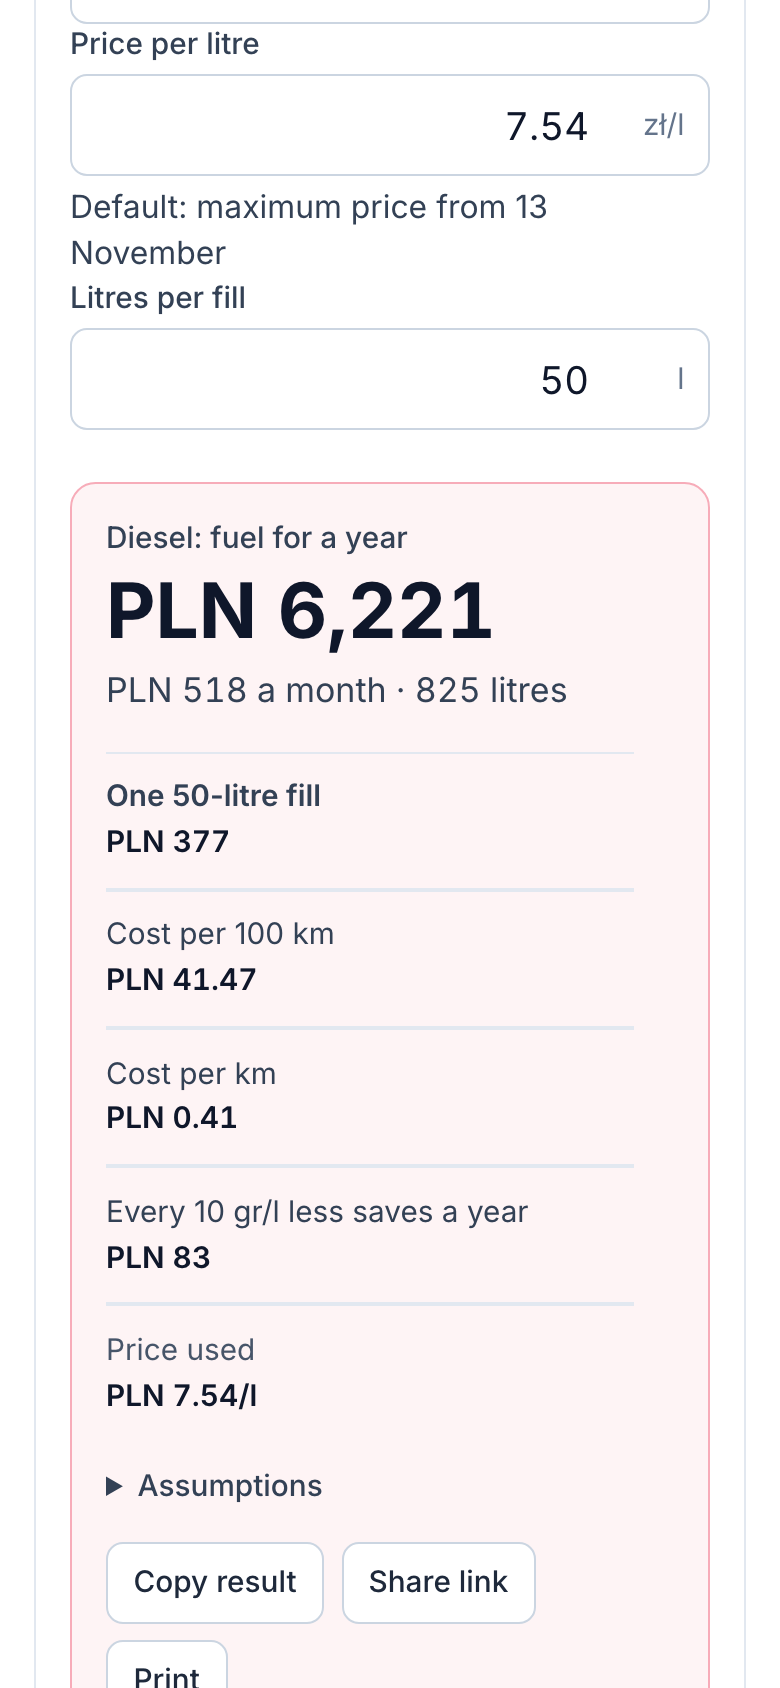 Price per litre
7.54 zł/l
Default: maximum price from 13
November
Litres per fill
50 l
Diesel: fuel for a year
PLN 6,221
PLN 518 a month · 825 litres
One 50-litre fill
PLN 377
Cost per 100 km
PLN 41.47
Cost per km
PLN 0.41
Every 10 gr/l less saves a year
PLN 83
Price used
PLN 7.54/l
▶ Assumptions
Copy result Share link
Print